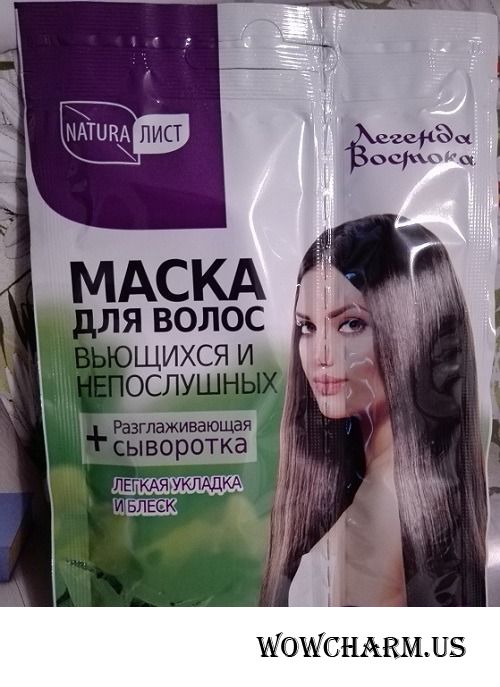 NATURA ЛИСТ
Легенда
Востока
МАСКА
ДЛЯ ВОЛОС
ВЬЮЩИХСЯ И
НЕПОСЛУШНЫХ
+ Разглаживающая
сыворотка
ЛЕГКАЯ УКЛАДКА
И БЛЕСК
WOWCHARM.US